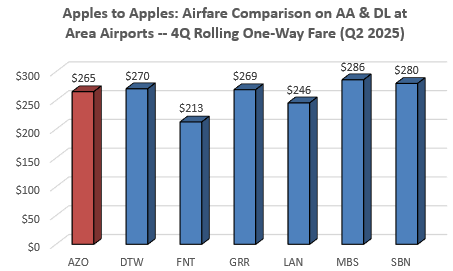 Apples to Apples: Airfare Comparison on AA & DL at
Area Airports -- 4Q Rolling One-Way Fare (Q2 2025)
$300
$250
$200
$150
$100
$50
$0
$265
$270
$213
$269
$246
$286
$280
AZO
DTW
FNT
GRR
LAN
MBS
SBN